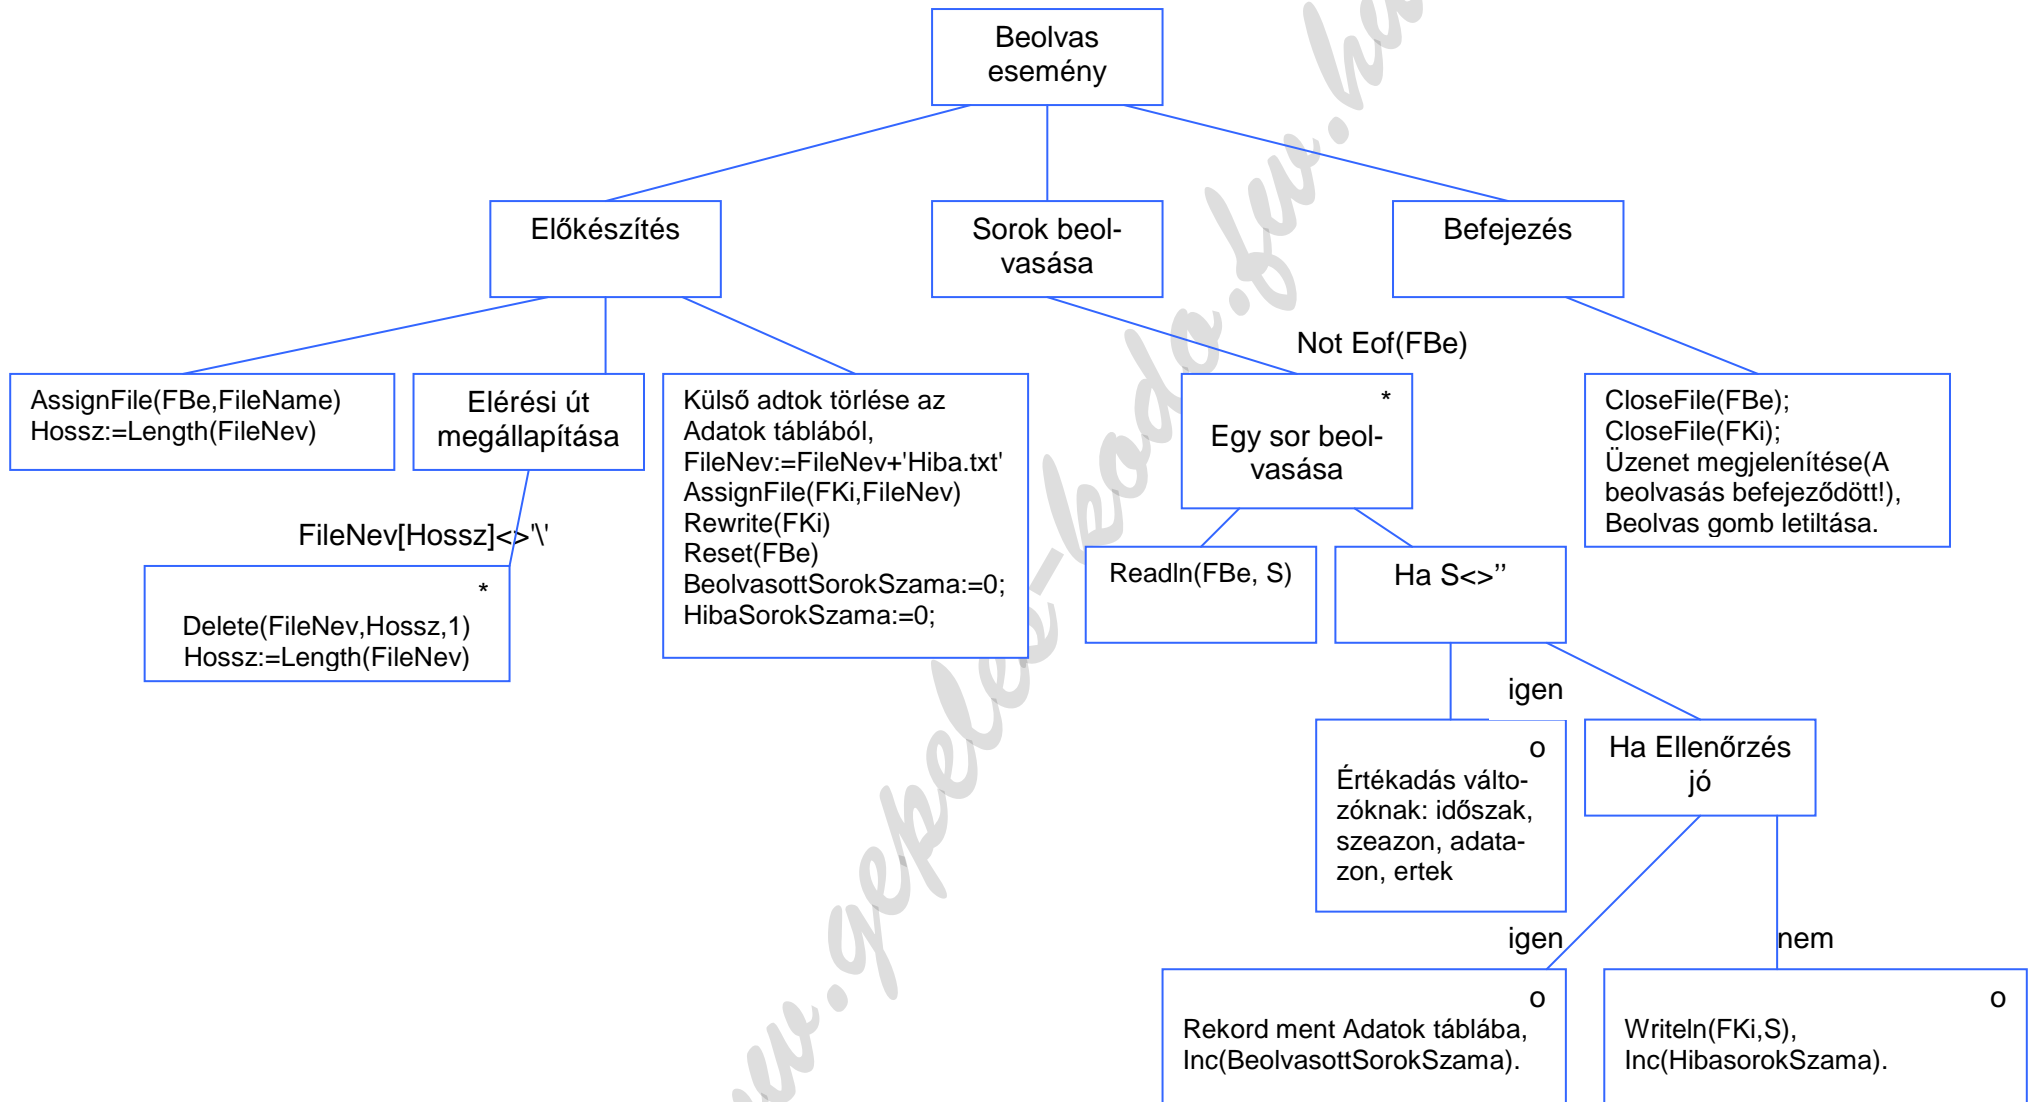 Beolvas
esemény
Előkészítés
Sorok beol-
vasása
Befejezés
Not Eof(FBe)
AssignFile(FBe,FileName)
Hossz:=Length(FileNev)
Elérési út
megállapítása
Külső adtok törlése az
Adatok táblából,
FileNev:=FileNev+'Hiba.txt'
AssignFile(FKi,FileNev)
Rewrite(FKi)
Reset(FBe)
BeolvasottSorokSzama:=0;
HibaSorokSzama:=0;
*
Egy sor beol-
vasása
CloseFile(FBe);
CloseFile(FKi);
Üzenet megjelenítése(A
beolvasás befejeződött!),
Beolvas gomb letiltása.
FileNev[Hossz]<>'\'
*
Delete(FileNev,Hossz,1)
Hossz:=Length(FileNev)
Readln(FBe, S)
Ha S<>’’
igen
o
Értékadásválto-
zóknak: időszak,
szeazon, adata-
zon, ertek
Ha Ellenőrzés
jó
igen
nem
o
Rekord ment Adatok táblába,
Inc(BeolvasottSorokSzama).
o
Writeln(FKi,S),
Inc(HibasorokSzama).